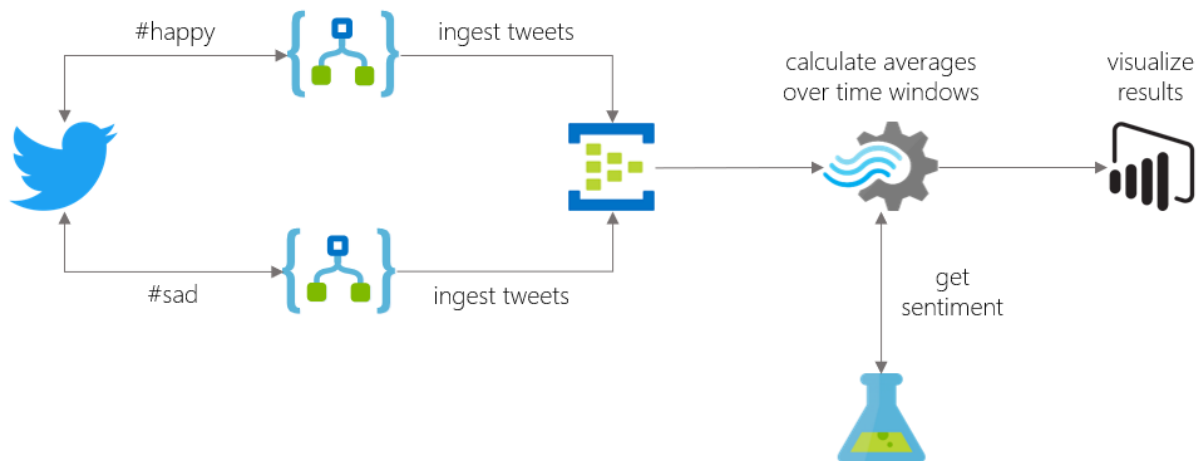 #happy
ingest tweets
calculate averages
over time windows
visualize
results
#sad
ingest tweets
get
sentiment